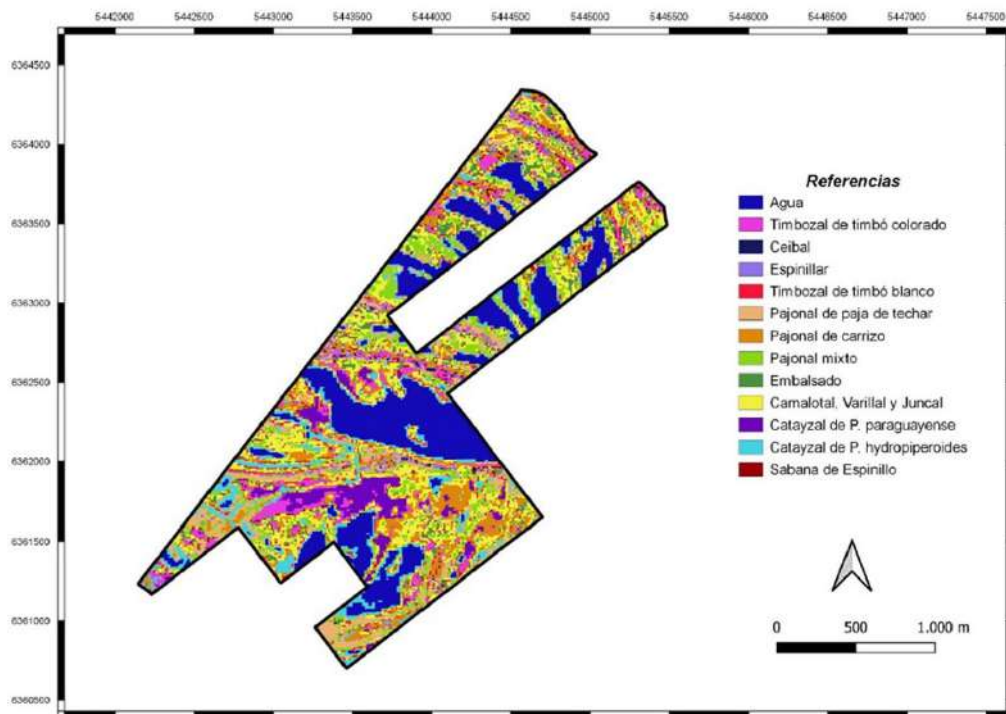 5442000 5442500 5443000 5443500 5444000 5444500 5445000 5445500 5446000 5446500 5447000 5447500
6364500
6364000
6363500
6363000
6362500
6362000
6361500
6361000
6360500
Referencias
Agua
Timbozal de timbó colorado
Ceibal
Espinillar
Timbozal de timbó blanco
Pajonal de paja de techar
Pajonal de carrizo
Pajonal mixto
Embalsado
Camalotal, Varillal y Juncal
Catayzal de P. paraguayense
Catayzal de P. hydropiperoides
Sabana de Espinillo
0 500 1.000 m